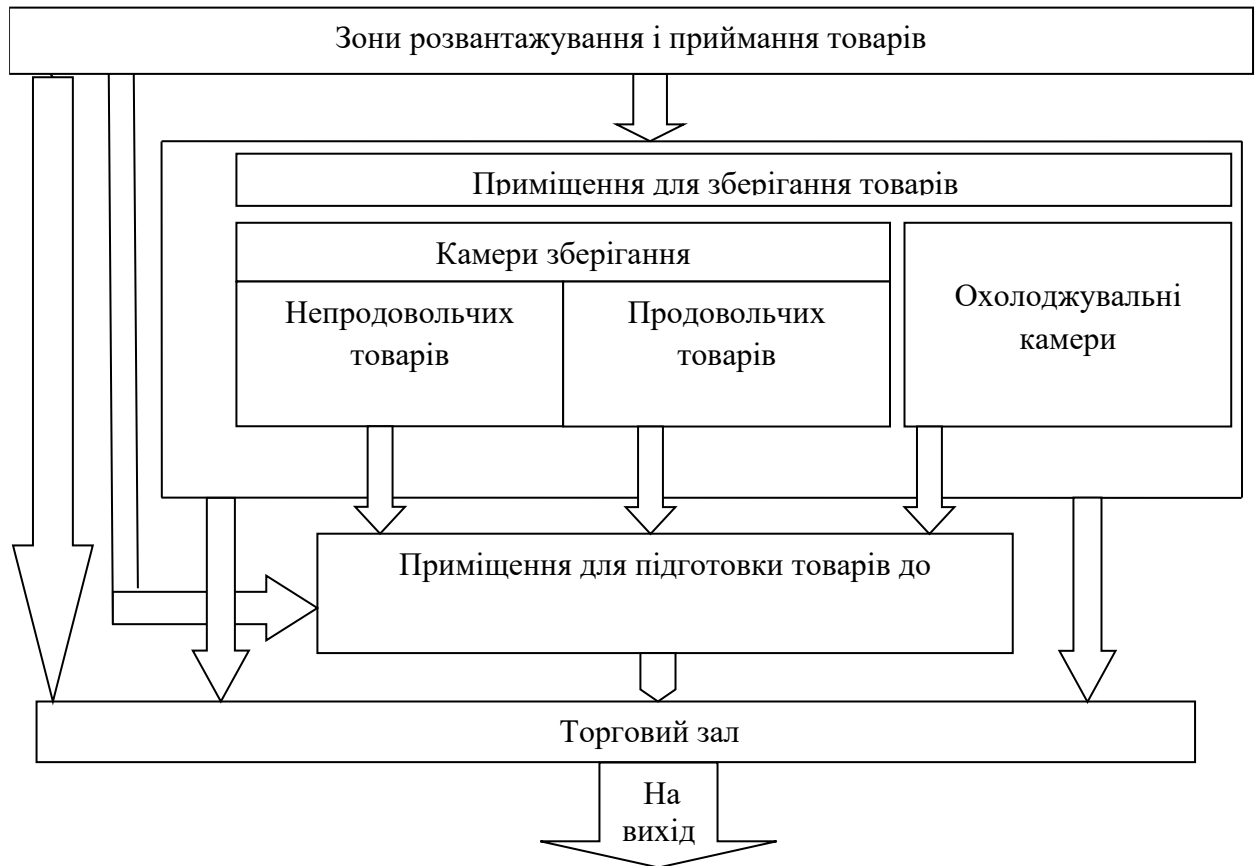 Зони розвантажування і приймання товарів
Приміщення для зберігання товарів
Камери зберігання
Непродовольчих
товарів
Продовольчих
товарів
Охолоджувальні
камери
Приміщення для підготовки товарів до
Торговий зал
На
вихід